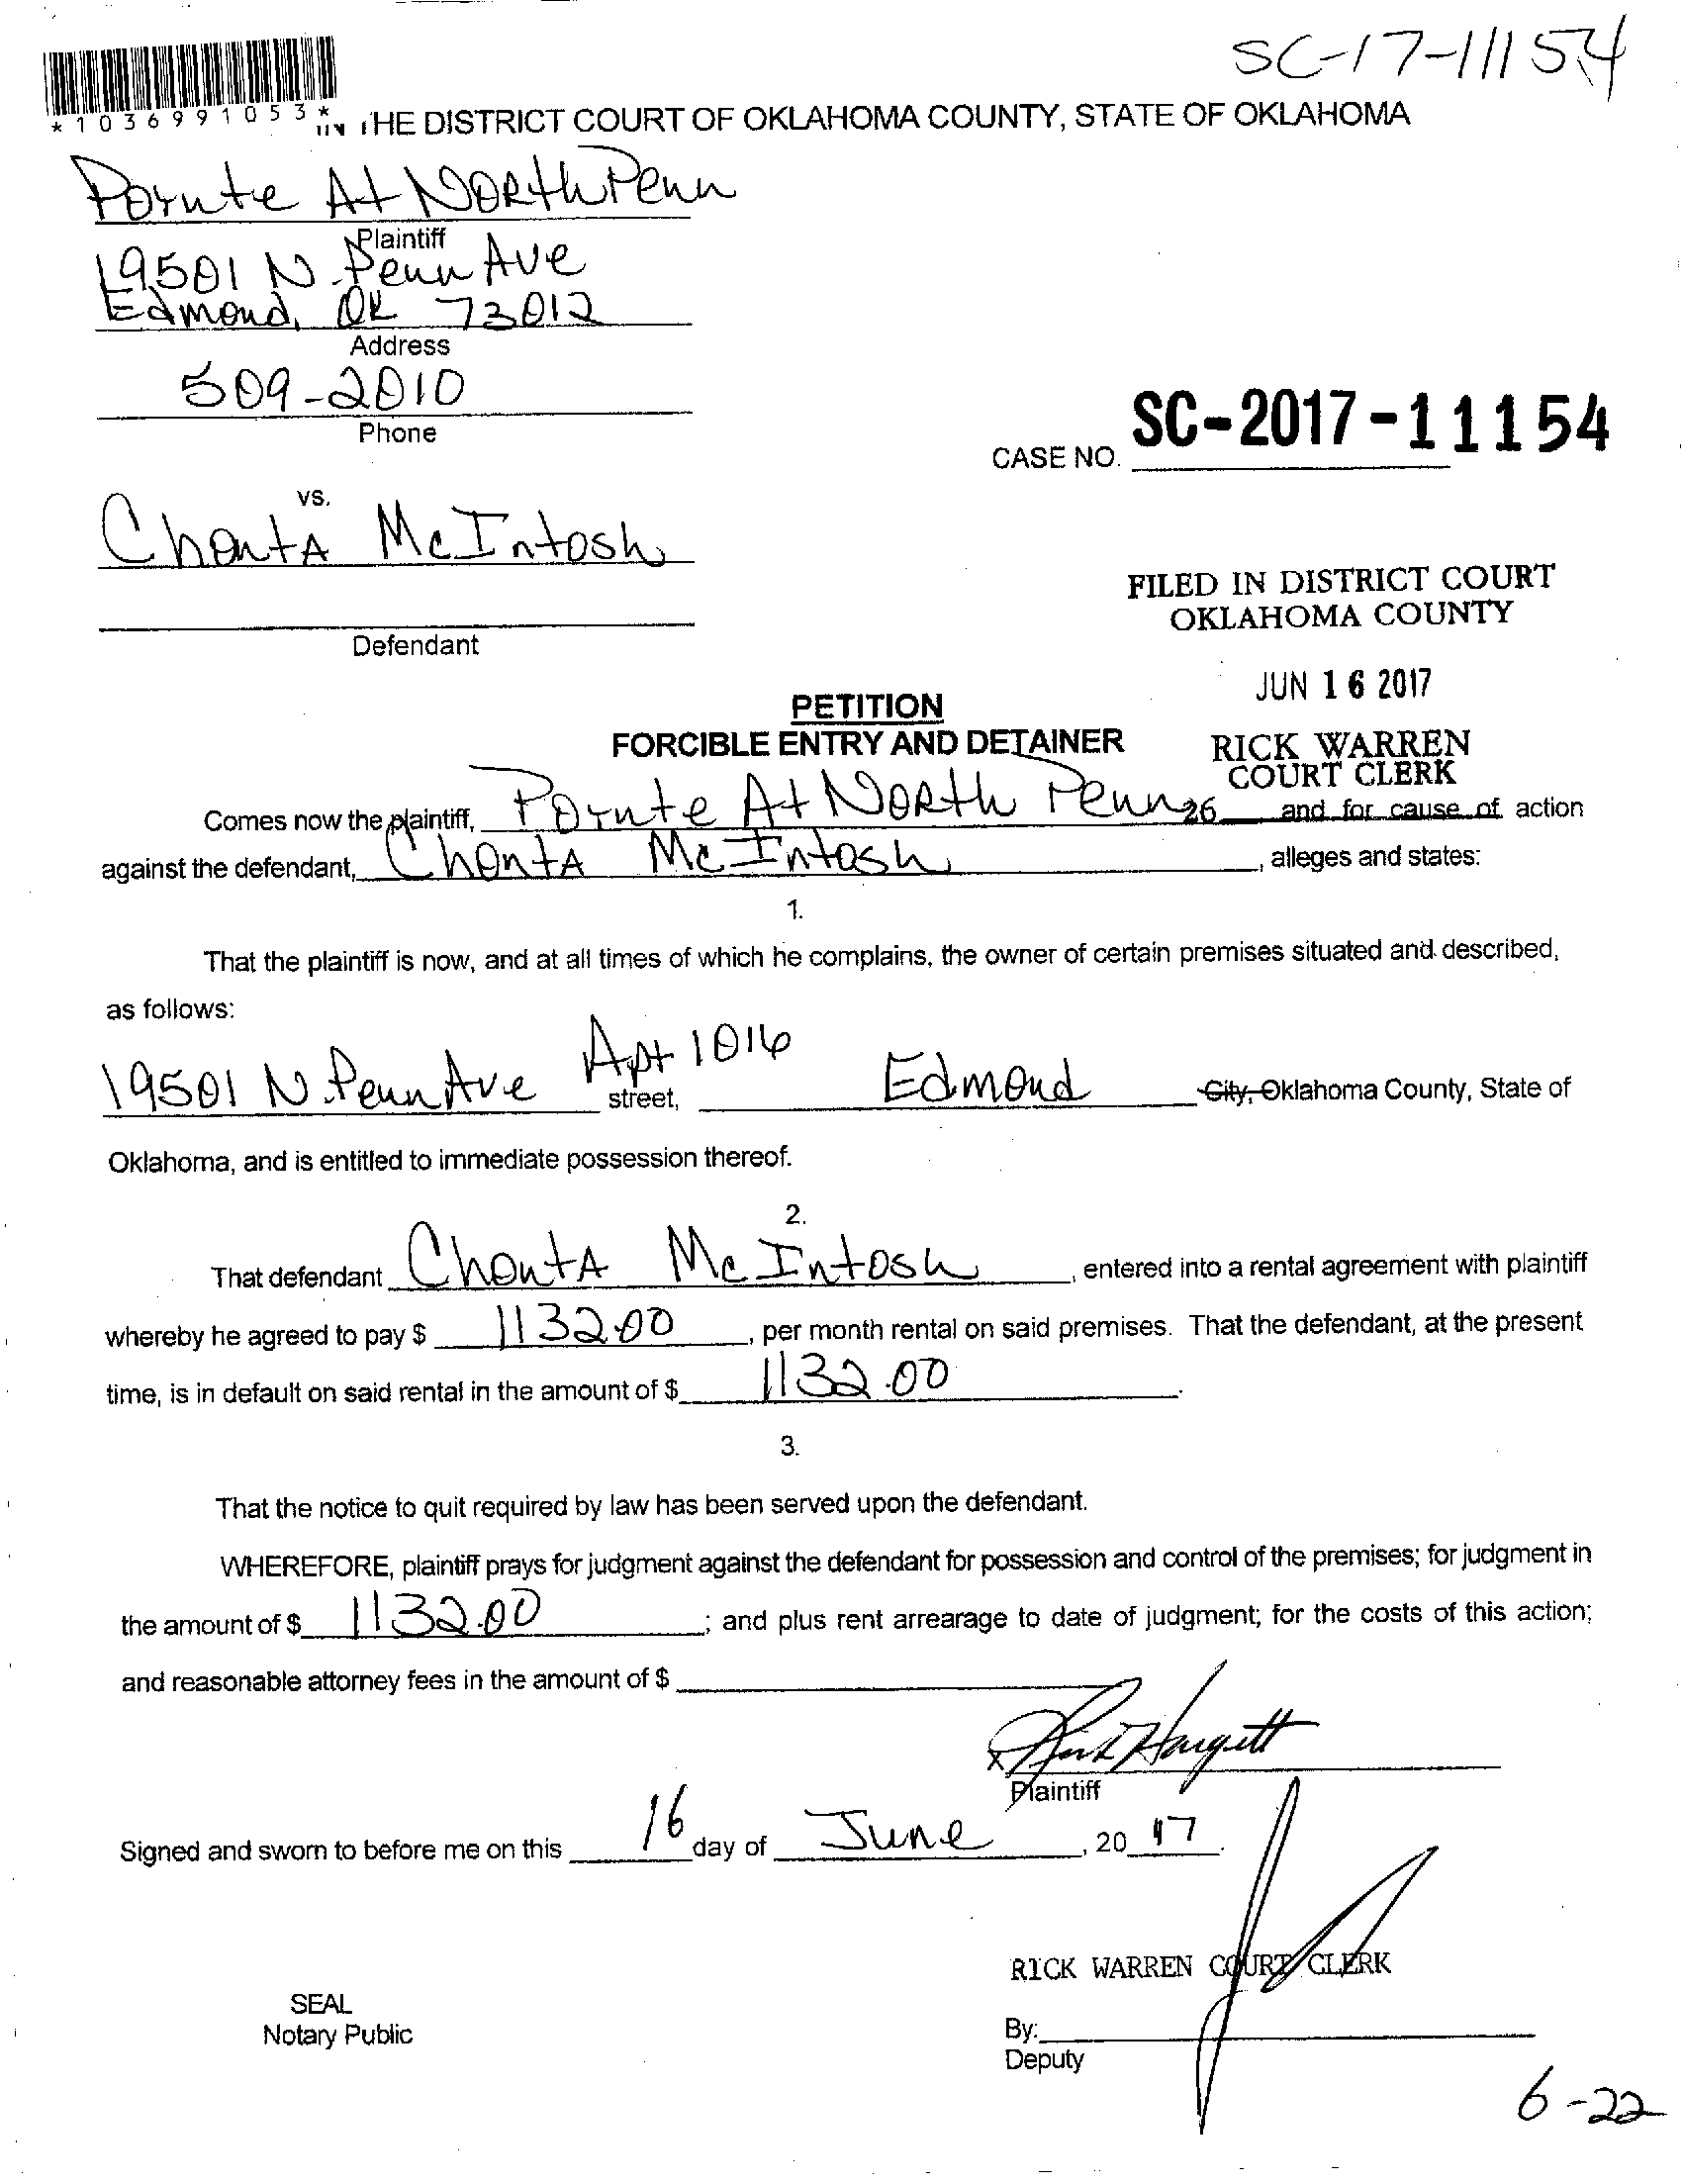 SC-17-11154
*1036991053*
IN THE DISTRICT COURT OF OKLAHOMA COUNTY, STATE OF OKLAHOMA
Pointe At North Penn
Plaintiff
19501 N. Penn Ave
Edmond, OK 73012
Address
509-2010
Phone
CASE NO. SC-2017-11154
vs.
Chonta McIntosh
Defendant
FILED IN DISTRICT COURT
OKLAHOMA COUNTY
JUN 16 2017
RICK WARREN
COURT CLERK
PETITION
FORCIBLE ENTRY AND DETAINER
Comes now the plaintiff, Pointe At North Penn 26 and for cause of action
against the defendant, Chonta McIntosh, alleges and states:
1.
That the plaintiff is now, and at all times of which he complains, the owner of certain premises situated and described,
as follows:
19501 N. Penn Ave Apt 1016 street, Edmond City, Oklahoma County, State of
Oklahoma, and is entitled to immediate possession thereof.
2.
That defendant Chonta McIntosh, entered into a rental agreement with plaintiff
whereby he agreed to pay $ 1132.00, per month rental on said premises. That the defendant, at the present
time, is in default on said rental in the amount of $ 1132.00.
3.
That the notice to quit required by law has been served upon the defendant.
WHEREFORE, plaintiff prays for judgment against the defendant for possession and control of the premises; for judgment in
the amount of $ 1132.00; and plus rent arrearage to date of judgment; for the costs of this action;
and reasonable attorney fees in the amount of $
x Hargett
Plaintiff
Signed and sworn to before me on this 16 day of June, 2017.
RICK WARREN COURT CLERK
SEAL
Notary Public
By:
Deputy
6-22